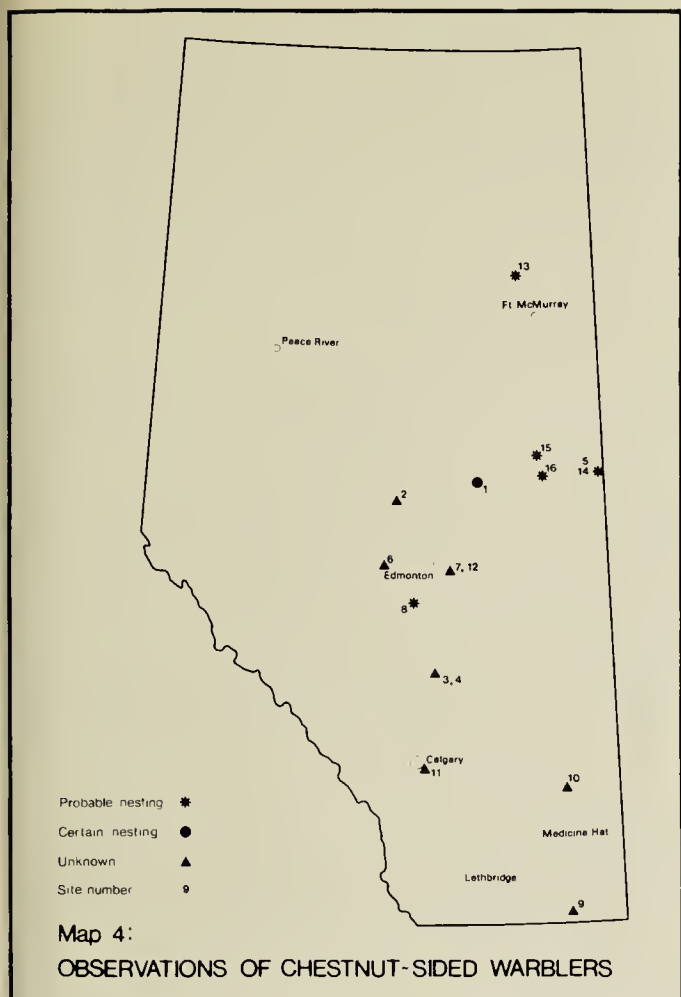 13
Ft McMurray
Peace River
15
5
14
16
1
2
6
Edmonton
7, 12
8
3, 4
Calgary
11
10
Medicine Hat
Lethbridge
9
Probable nesting
Certain nesting
Unknown
Site number 9
Map 4:
OBSERVATIONS OF CHESTNUT-SIDED WARBLERS